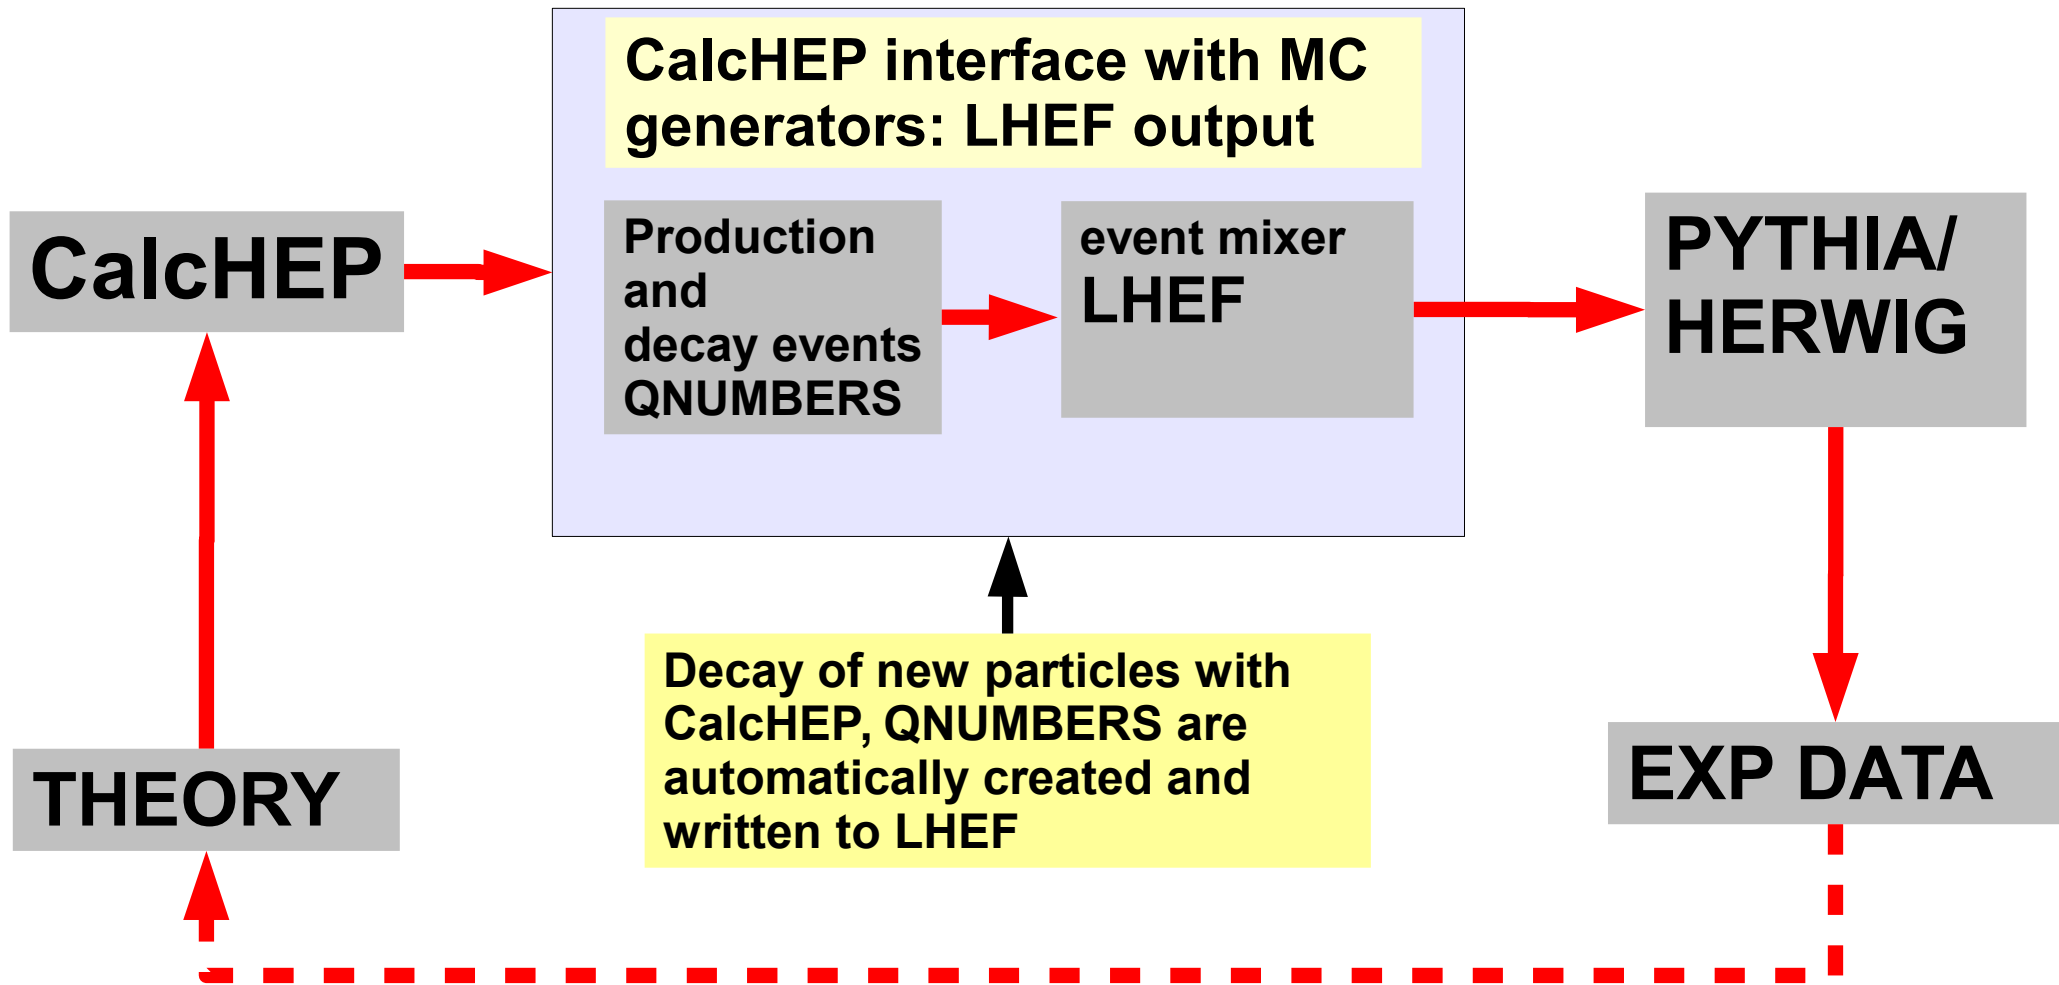 CalcHEP interface with MC
generators: LHEF output
CalcHEP
Production
and
decay events
QNUMBERS
event mixer
LHEF
PYTHIA/
HERWIG
Decay of new particles with
CalcHEP, QNUMBERS are
automatically created and
written to LHEF
THEORY
EXP DATA